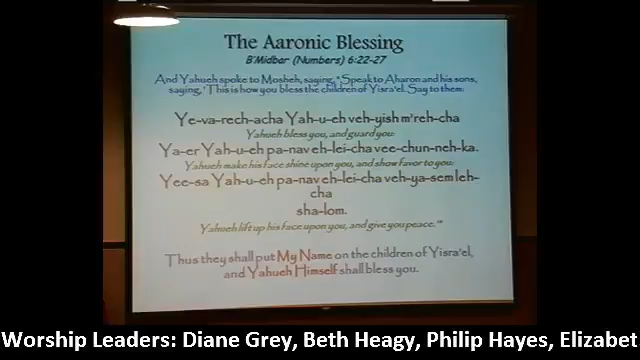 The Aaronic Blessing
B'Midbar (Numbers) 6:22-27
And Yahueh spoke to Mosheh, saying, "Speak to Aharon and his sons,
saying, 'This is how you bless the children of Yisra'el. Say to them:
Ye-va-rech-acha Yah-u-eh veh-yish m'reh-cha
Yahueh bless you, and guard you:
Ya-er Yah-u-eh pa-nav eh-lei-cha vee-chun-neh-ka.
Yahueh make his face shine upon you, and show favor to you:
Yee-sa Yah-u-eh pa-nav eh-lei-cha veh-ya-sem leh-
cha
sha-lom.
Yahueh lift up his face upon you, and give you peace.'"
Thus they shall put My Name on the children of Yisra'el,
and Yahueh Himself shall bless you.
Worship Leaders: Diane Grey, Beth Heagy, Philip Hayes, Elizabet